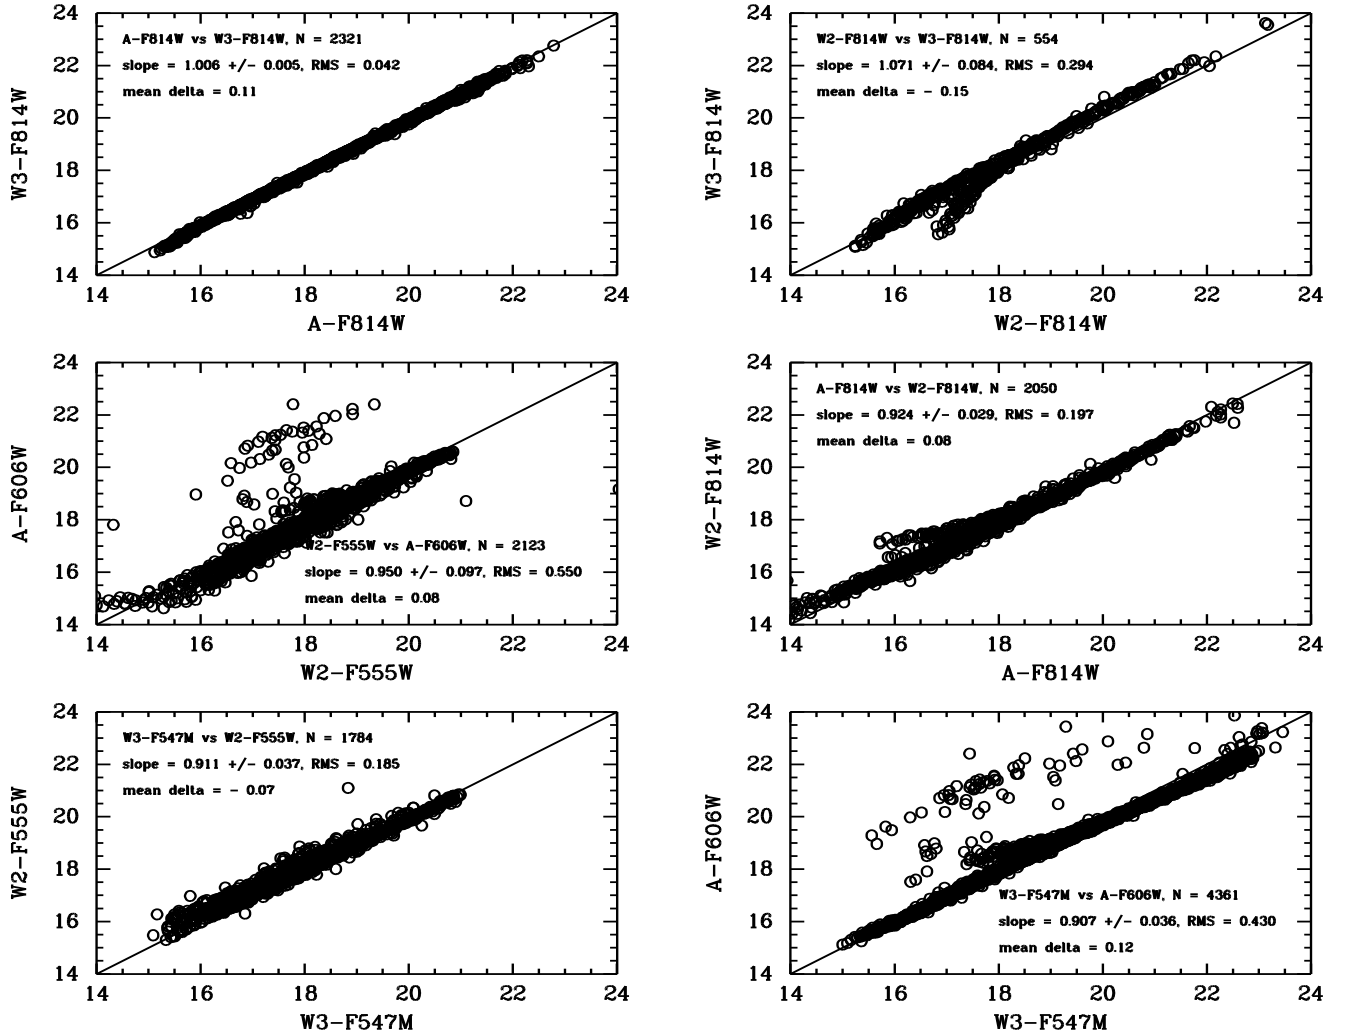 24
22
20
18
16
14
W3-F814W
A-F814W vs W3-F814W, N = 2321
slope = 1.006 +/- 0.005, RMS = 0.042
mean delta = 0.11
14 16 18 20 22 24
A-F814W
24
22
20
18
16
14
W3-F814W
W2-F814W vs W3-F814W, N = 554
slope = 1.071 +/- 0.084, RMS = 0.294
mean delta = - 0.15
14 16 18 20 22 24
W2-F814W
24
22
20
18
16
14
A-F606W
W2-F555W vs A-F606W, N = 2123
slope = 0.950 +/- 0.097, RMS = 0.550
mean delta = 0.08
14 16 18 20 22 24
W2-F555W
24
22
20
18
16
14
W2-F814W
A-F814W vs W2-F814W, N = 2050
slope = 0.924 +/- 0.029, RMS = 0.197
mean delta = 0.08
14 16 18 20 22 24
A-F814W
24
22
20
18
16
14
W2-F555W
W3-F547M vs W2-F555W, N = 1784
slope = 0.911 +/- 0.037, RMS = 0.185
mean delta = - 0.07
14 16 18 20 22 24
W3-F547M
24
22
20
18
16
14
A-F606W
W3-F547M vs A-F606W, N = 4361
slope = 0.907 +/- 0.036, RMS = 0.430
mean delta = 0.12
14 16 18 20 22 24
W3-F547M